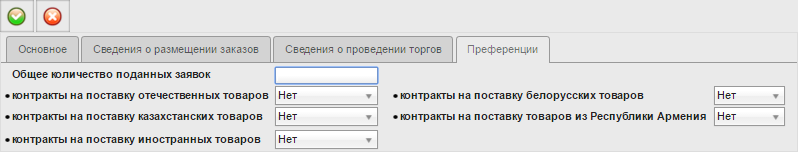 Основное Сведения о размещении заказов Сведения о проведении торгов Преференции
Общее количество поданных заявок
• контракты на поставку отечественных товаров Нет • контракты на поставку белорусских товаров Нет
• контракты на поставку казахстанских товаров Нет • контракты на поставку товаров из Республики Армения Нет
• контракты на поставку иностранных товаров Нет